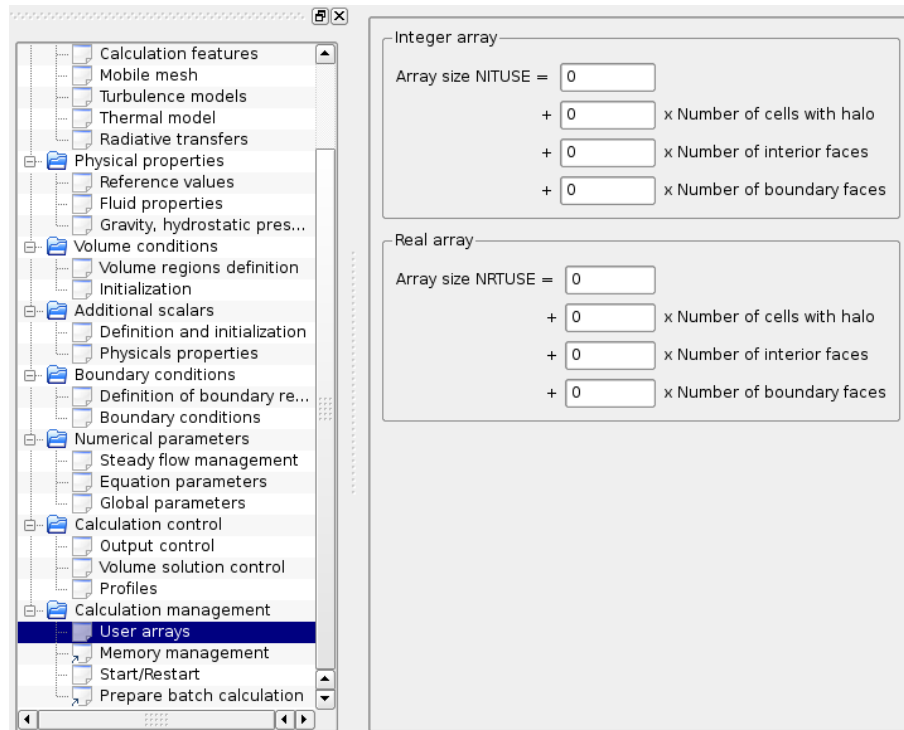 Calculation features
Mobile mesh
Turbulence models
Thermal model
Radiative transfers
Physical properties
Reference values
Fluid properties
Gravity, hydrostatic pres...
Volume conditions
Volume regions definition
Initialization
Additional scalars
Definition and initialization
Physicals properties
Boundary conditions
Definition of boundary re...
Boundary conditions
Numerical parameters
Steady flow management
Equation parameters
Global parameters
Calculation control
Output control
Volume solution control
Profiles
Calculation management
User arrays
Memory management
Start/Restart
Prepare batch calculation
Integer array
Array size NITUSE = 0
+ 0 x Number of cells with halo
+ 0 x Number of interior faces
+ 0 x Number of boundary faces
Real array
Array size NRTUSE = 0
+ 0 x Number of cells with halo
+ 0 x Number of interior faces
+ 0 x Number of boundary faces